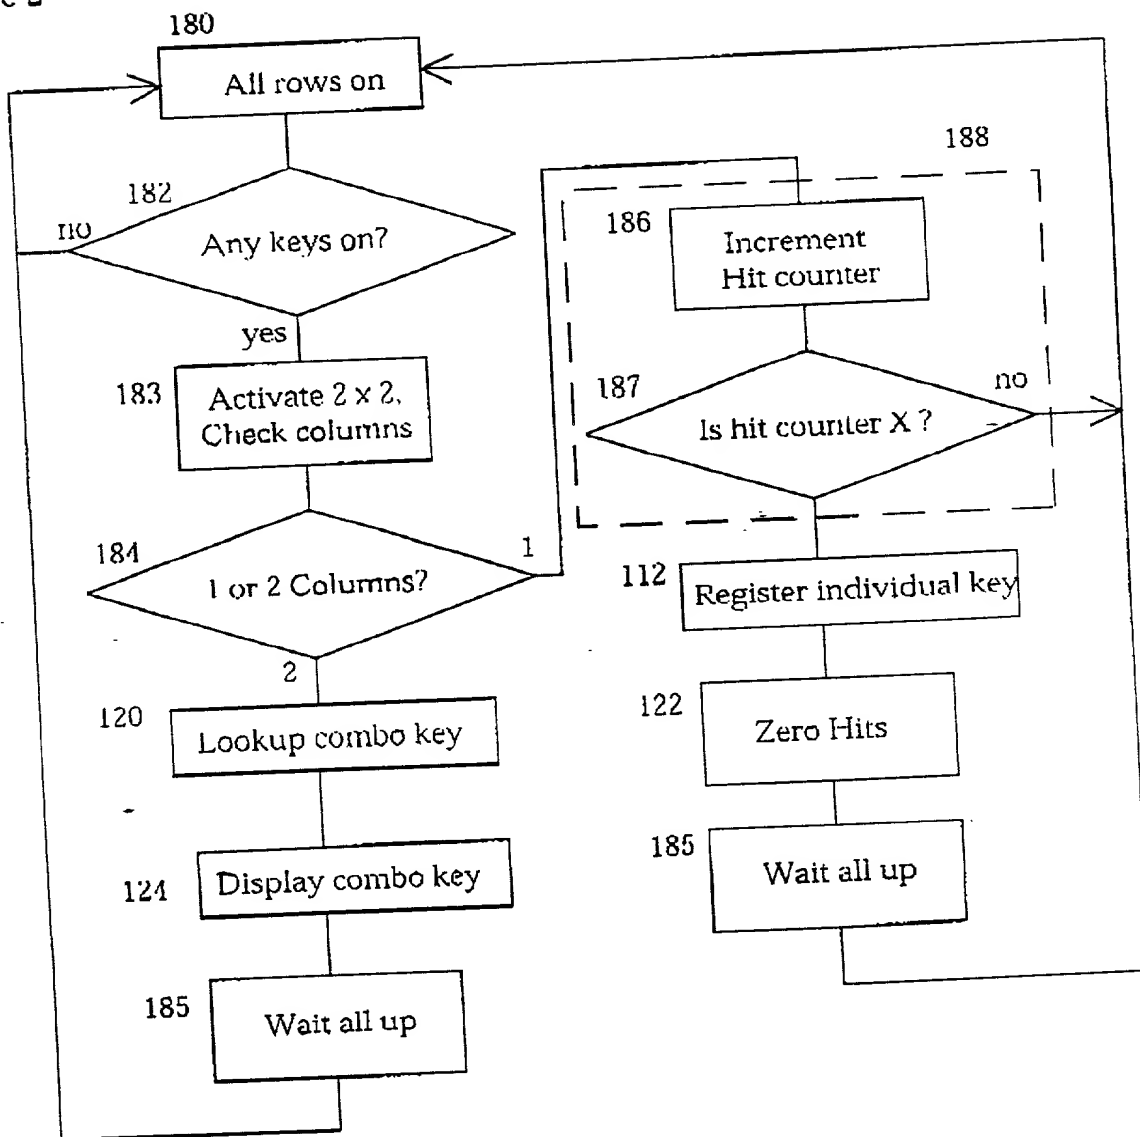 180
All rows on
182
no
Any keys on?
yes
183
Activate 2 x 2,
Check columns
184
1 or 2 Columns?
1
2
120
Lookup combo key
124
Display combo key
185
Wait all up
188
186
Increment
Hit counter
187
no
Is hit counter X ?
112
Register individual key
122
Zero Hits
185
Wait all up